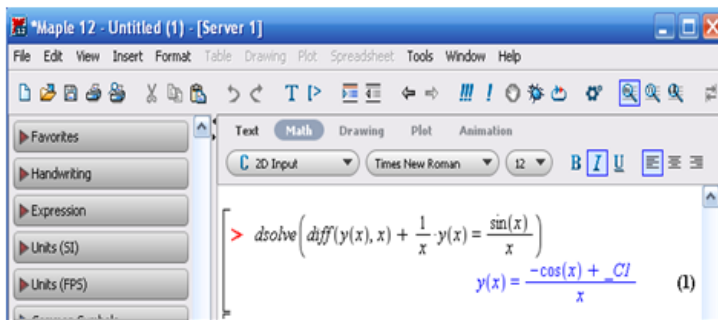 *Maple 12 - Untitled (1) - [Server 1]
File Edit View Insert Format Table Drawing Plot Spreadsheet Tools Window Help
Favorites
Handwriting
Expression
Units (SI)
Units (FPS)
Text Math Drawing Plot Animation
2D Input Times New Roman 12 B I U
> dsolve(diff(y(x), x) + 1/x · y(x) = sin(x)/x)
y(x) = (-cos(x) + _C1)/x (1)